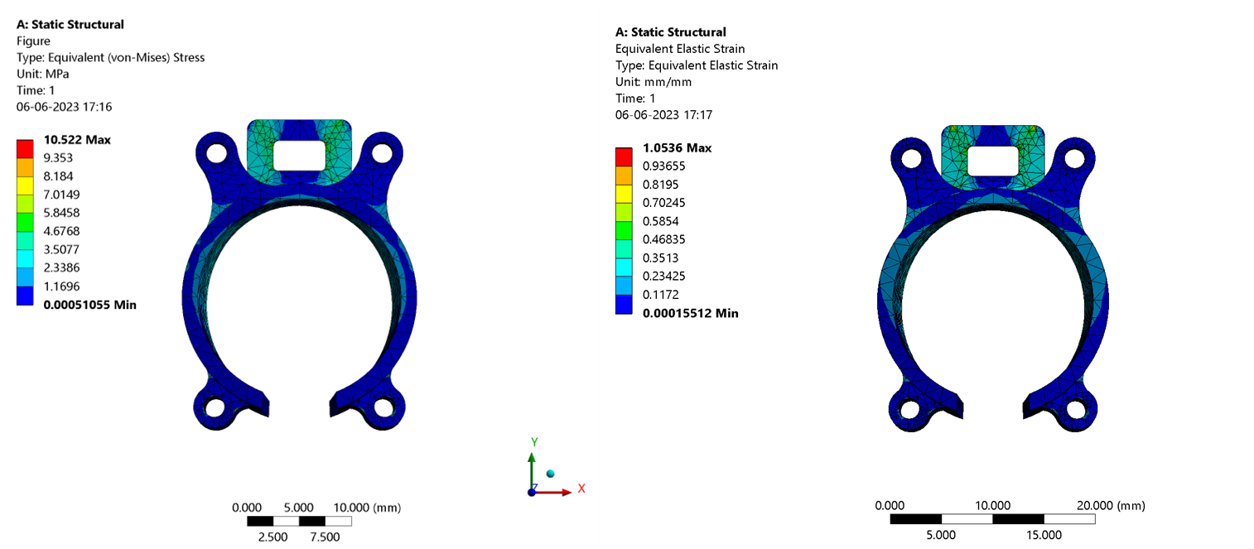 A: Static Structural
Figure
Type: Equivalent (von-Mises) Stress
Unit: MPa
Time: 1
06-06-2023 17:16
10.522 Max
9.353
8.184
7.0149
5.8458
4.6768
3.5077
2.3386
1.1696
0.00051055 Min
0.000 5.000 10.000 (mm)
2.500 7.500
Y
Z
X
A: Static Structural
Equivalent Elastic Strain
Type: Equivalent Elastic Strain
Unit: mm/mm
Time: 1
06-06-2023 17:17
1.0536 Max
0.93655
0.8195
0.70245
0.5854
0.46835
0.3513
0.23425
0.1172
0.00015512 Min
0.000 10.000 20.000 (mm)
5.000 15.000